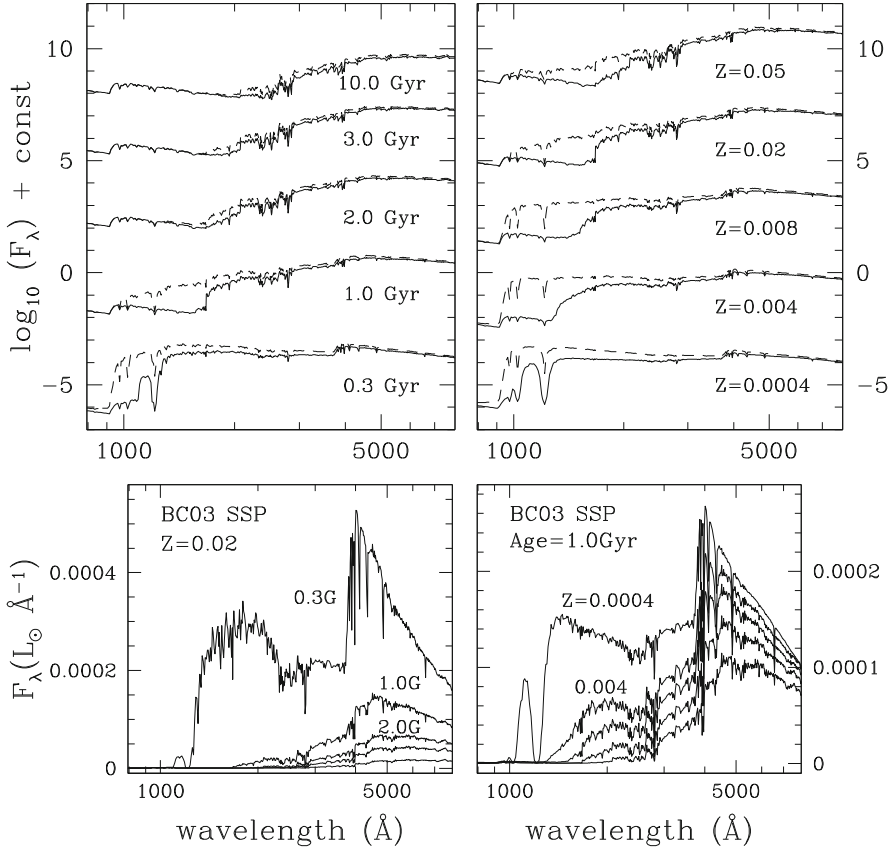 log₁₀ (F_λ) + const
10
5
0
−5
10.0 Gyr
3.0 Gyr
2.0 Gyr
1.0 Gyr
0.3 Gyr
1000
5000
Z=0.05
Z=0.02
Z=0.008
Z=0.004
Z=0.0004
10
5
0
−5
1000
5000
F_λ(L_⊙ Å⁻¹)
0.0004
0.0002
0
BC03 SSP
Z=0.02
0.3G
1.0G
2.0G
1000
5000
wavelength (Å)
BC03 SSP
Age=1.0Gyr
Z=0.0004
0.004
0.0002
0.0001
0
1000
5000
wavelength (Å)